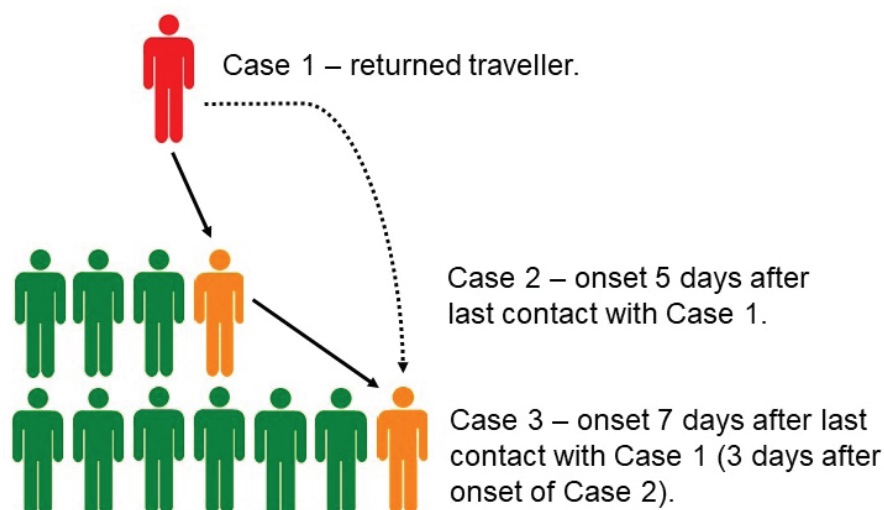 Case 1 – returned traveller.
Case 2 – onset 5 days after
last contact with Case 1.
Case 3 – onset 7 days after last
contact with Case 1 (3 days after
onset of Case 2).